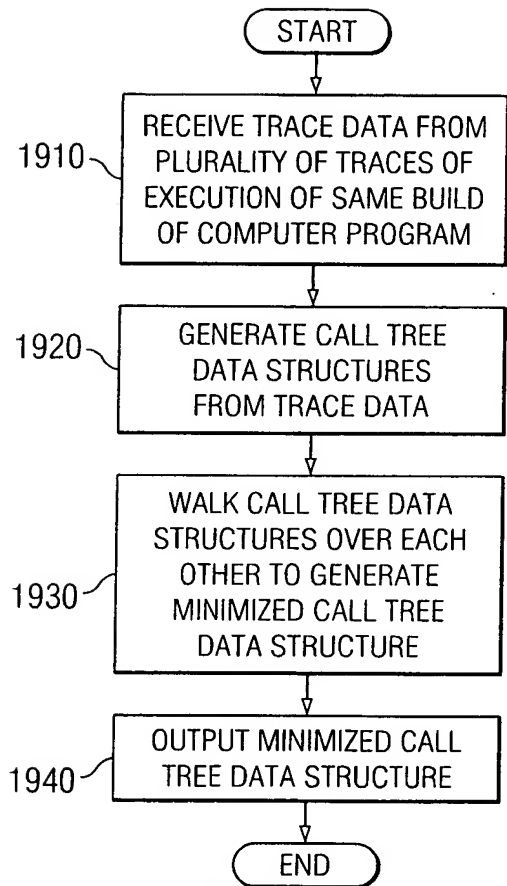 START
1910
RECEIVE TRACE DATA FROM
PLURALITY OF TRACES OF
EXECUTION OF SAME BUILD
OF COMPUTER PROGRAM
1920
GENERATE CALL TREE
DATA STRUCTURES
FROM TRACE DATA
1930
WALK CALL TREE DATA
STRUCTURES OVER EACH
OTHER TO GENERATE
MINIMIZED CALL TREE
DATA STRUCTURE
1940
OUTPUT MINIMIZED CALL
TREE DATA STRUCTURE
END